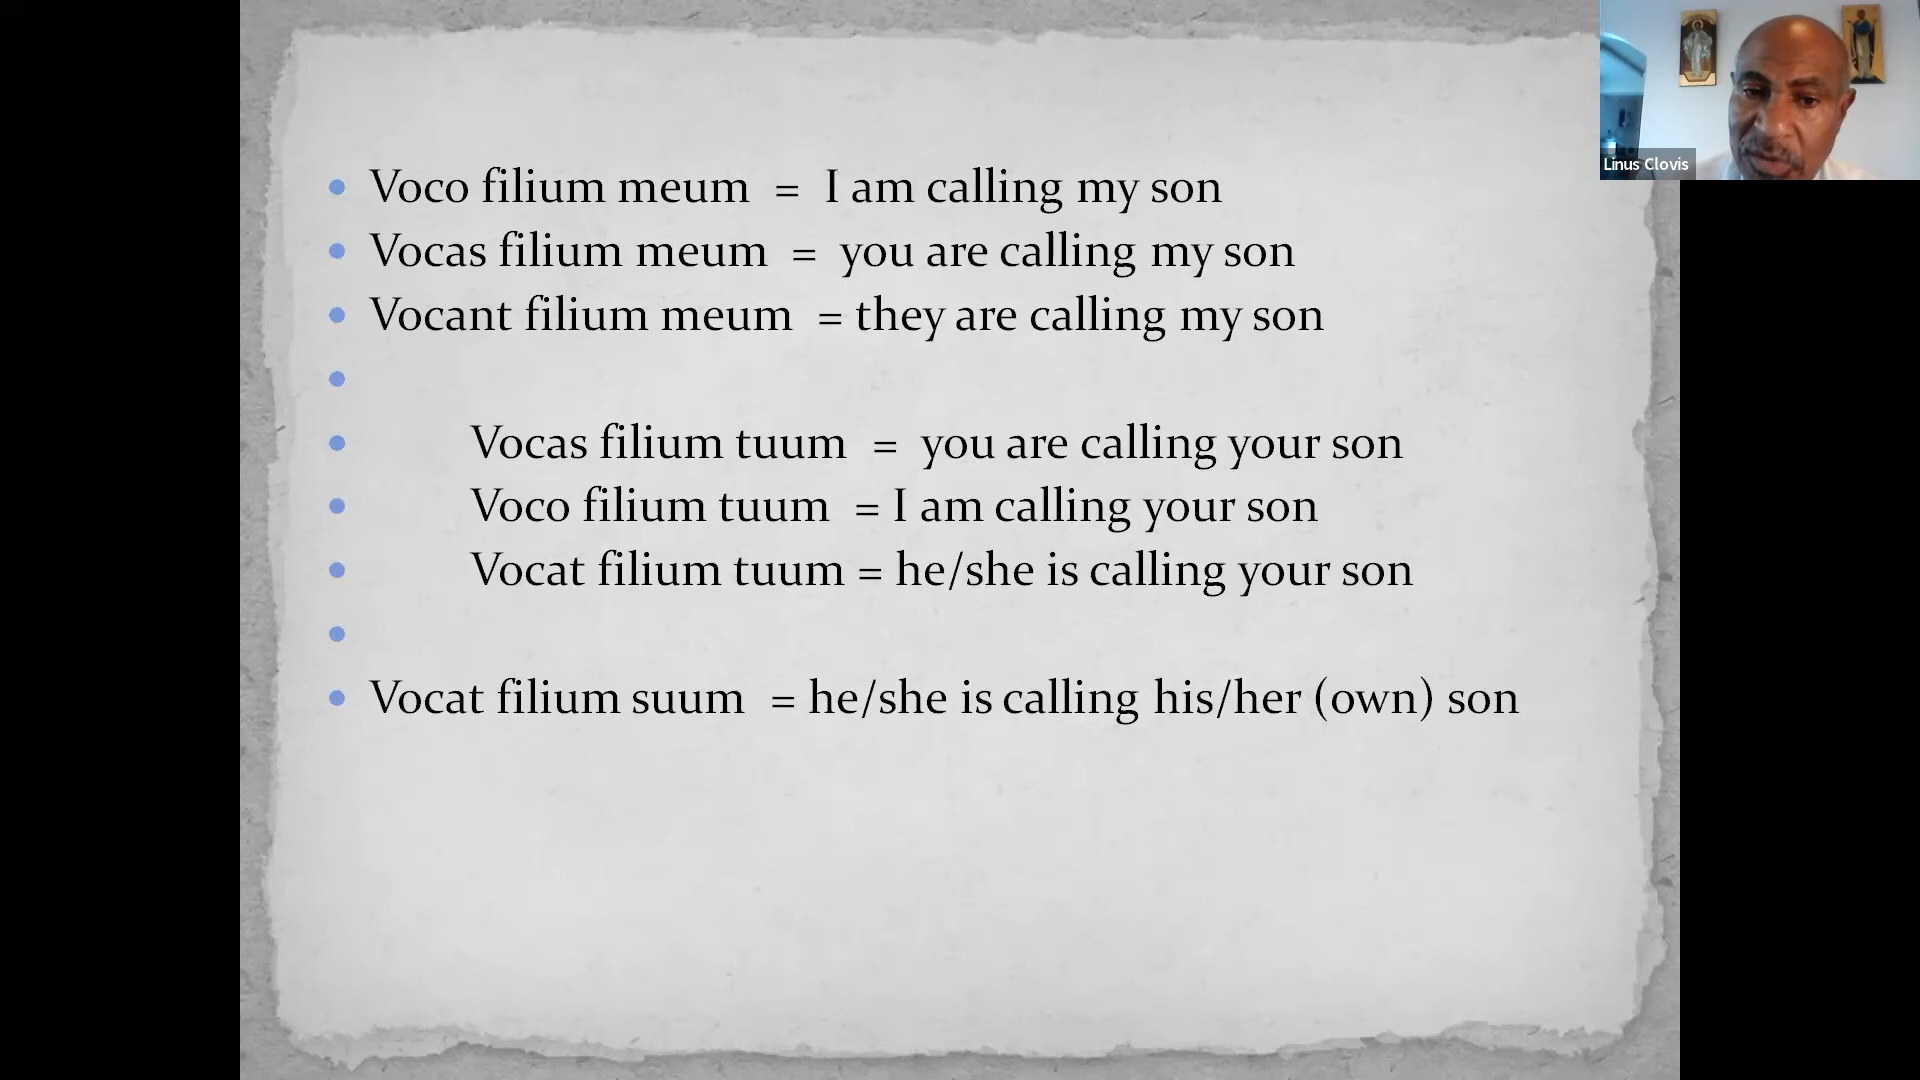 Voco filium meum = I am calling my son
Vocas filium meum = you are calling my son
Vocant filium meum = they are calling my son
Vocas filium tuum = you are calling your son
Voco filium tuum = I am calling your son
Vocat filium tuum = he/she is calling your son
Vocat filium suum = he/she is calling his/her (own) son
Linus Clovis